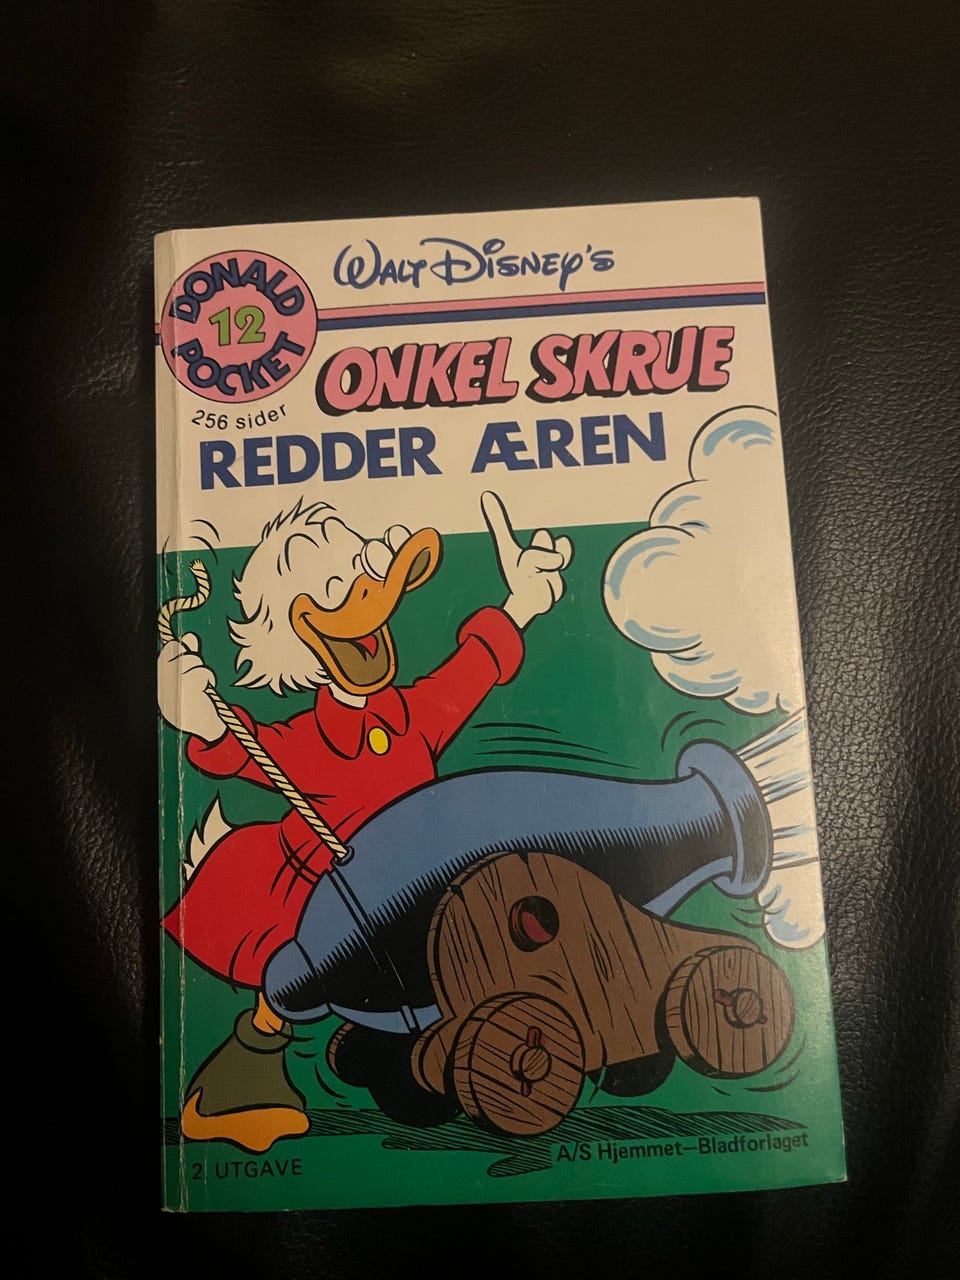 DONALD
12
POCKET
WALT DISNEY'S
ONKEL SKRUE
256 sider
REDDER ÆREN
A/S Hjemmet-Bladforlaget
2. UTGAVE